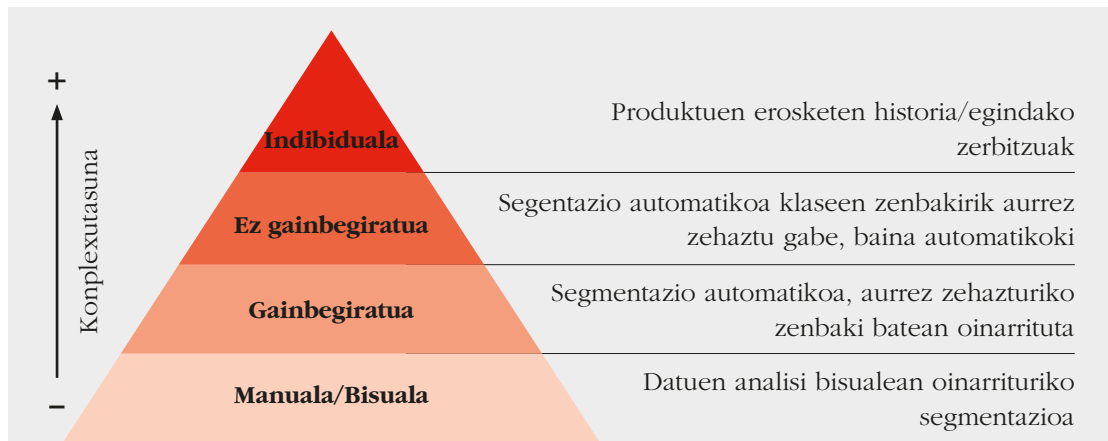 +
Konplexutasuna
–
Indibiduala
Produktuen erosketen historia/egindako
zerbitzuak
Ez gainbegiratua
Segentazio automatikoa klaseen zenbakirik aurrez
zehaztu gabe, baina automatikoki
Gainbegiratua
Segmentazio automatikoa, aurrez zehazturiko
zenbaki batean oinarrituta
Manuala/Bisuala
Datuen analisi bisualean oinarrituriko
segmentazioa